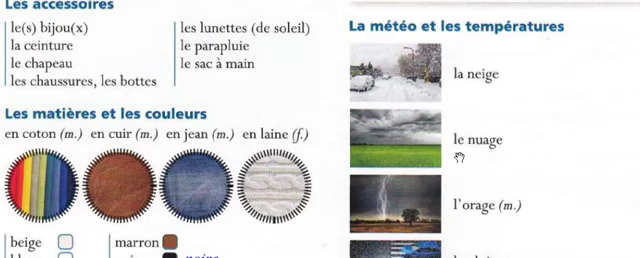 Les accessoires
le(s) bijou(x)
la ceinture
le chapeau
les chaussures, les bottes
les lunettes (de soleil)
le parapluie
le sac à main
Les matières et les couleurs
en coton (m.) en cuir (m.) en jean (m.) en laine (f.)
beige
marron
La météo et les températures
la neige
le nuage
l'orage (m.)